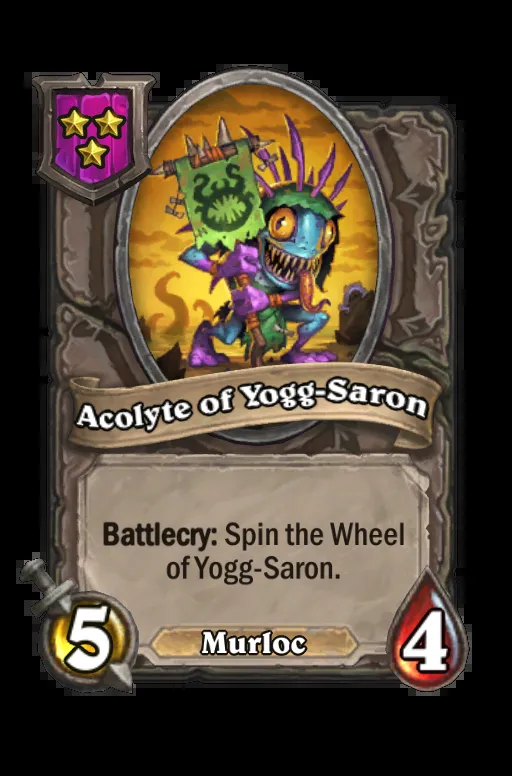 Acolyte of Yogg-Saron
Battlecry: Spin the Wheel
of Yogg-Saron.
5
Murloc
4